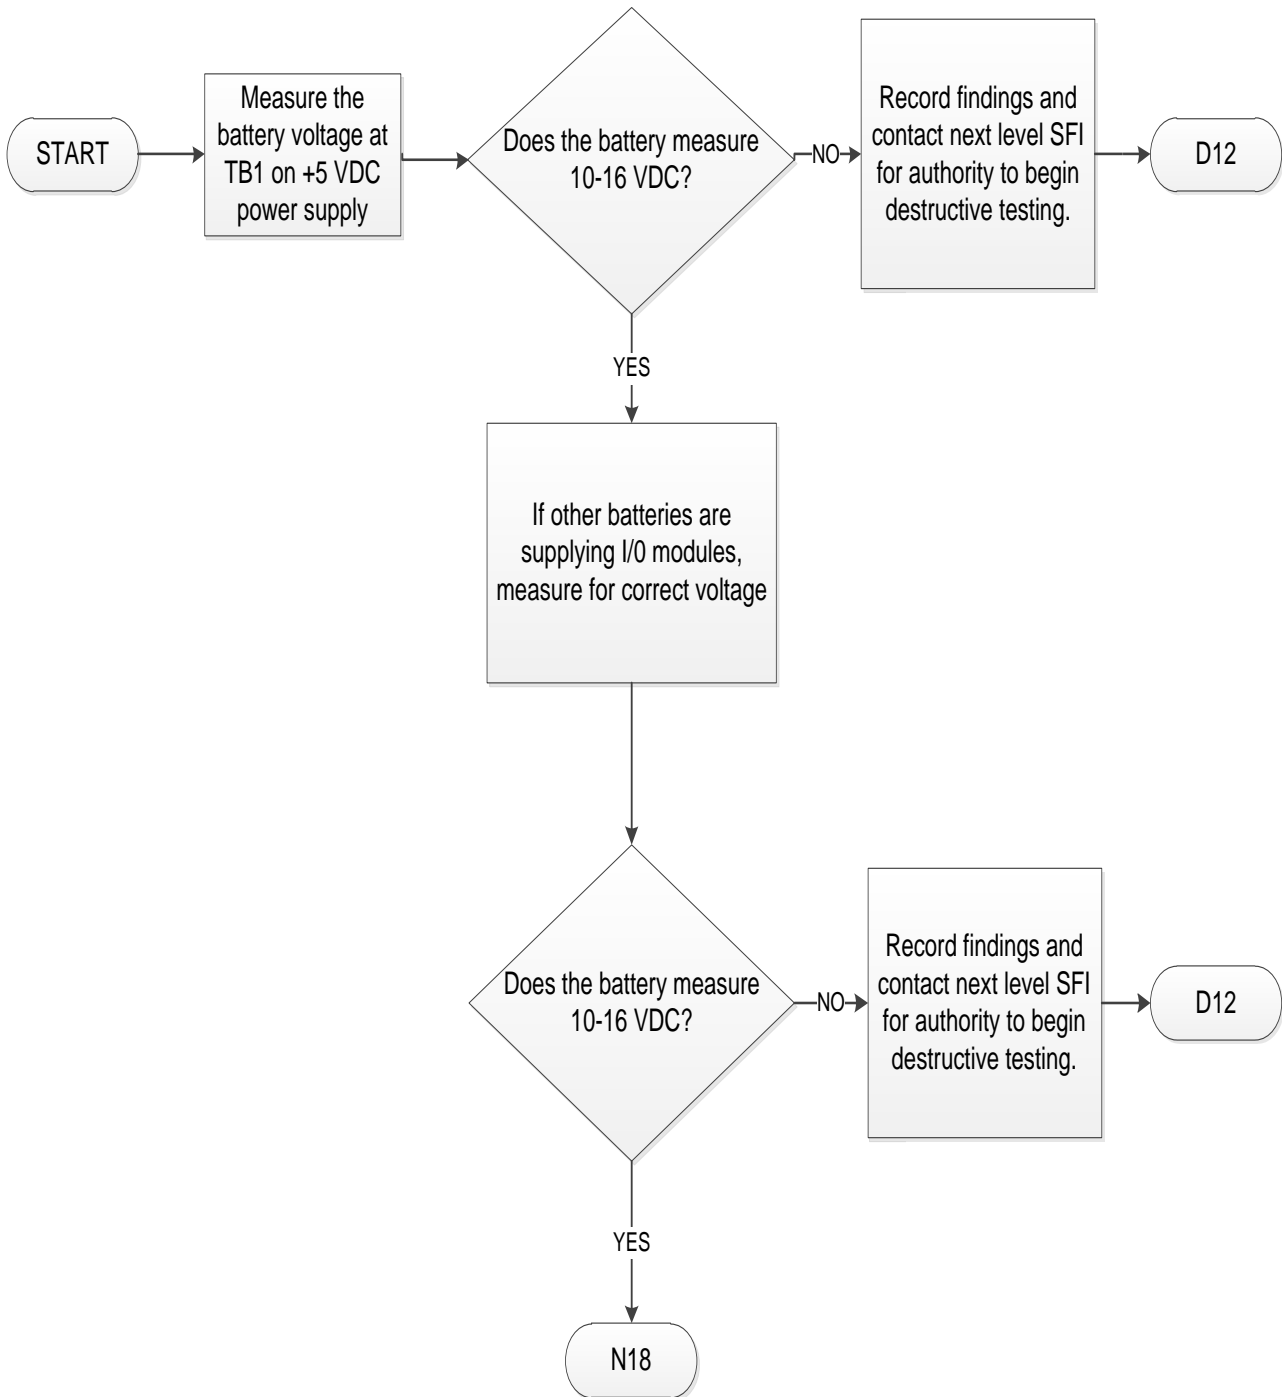 START
Measure the
battery voltage at
TB1 on +5 VDC
power supply
Does the battery measure
10-16 VDC?
NO
Record findings and
contact next level SFI
for authority to begin
destructive testing.
D12
YES
If other batteries are
supplying I/0 modules,
measure for correct voltage
Does the battery measure
10-16 VDC?
NO
Record findings and
contact next level SFI
for authority to begin
destructive testing.
D12
YES
N18